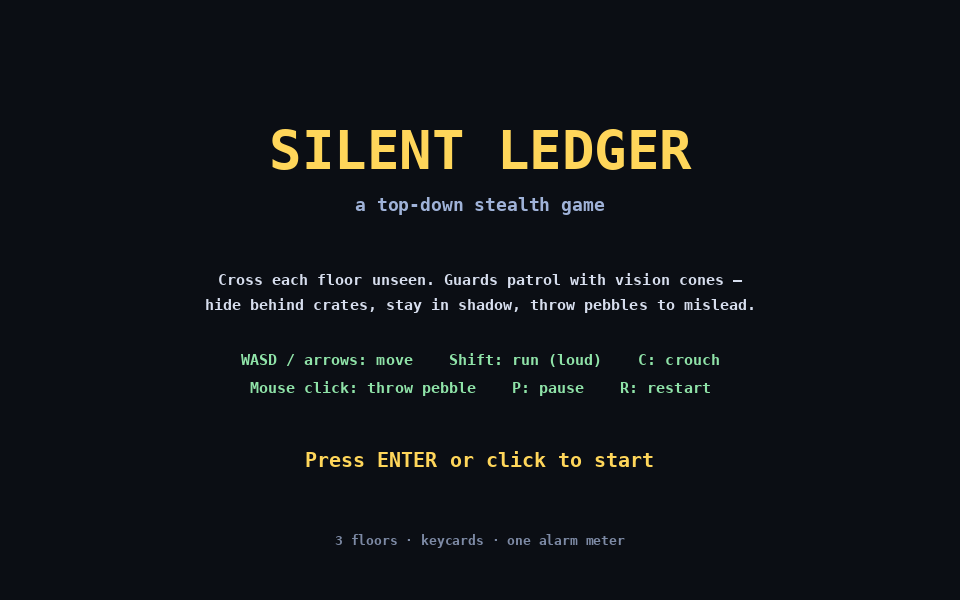 SILENT LEDGER
a top-down stealth game
Cross each floor unseen. Guards patrol with vision cones —
hide behind crates, stay in shadow, throw pebbles to mislead.
WASD / arrows: move    Shift: run (loud)    C: crouch
Mouse click: throw pebble    P: pause    R: restart
Press ENTER or click to start
3 floors · keycards · one alarm meter